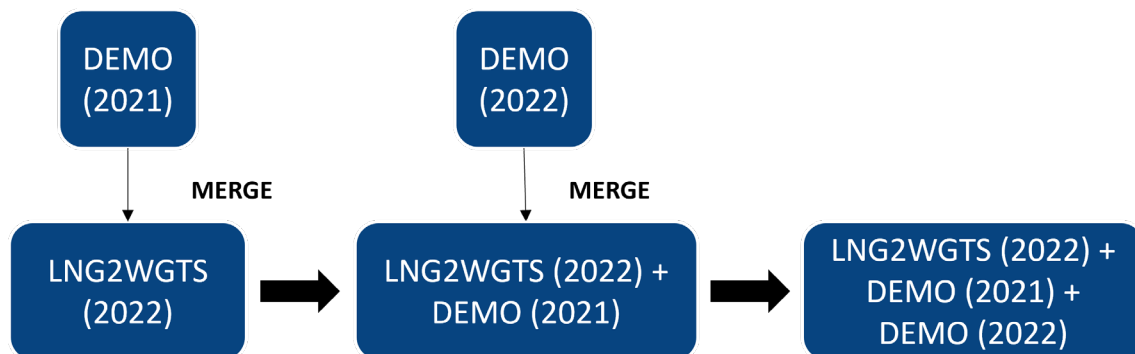 DEMO
(2021)
DEMO
(2022)
MERGE
MERGE
LNG2WGTS
(2022)
LNG2WGTS (2022) +
DEMO (2021)
LNG2WGTS (2022) +
DEMO (2021) +
DEMO (2022)